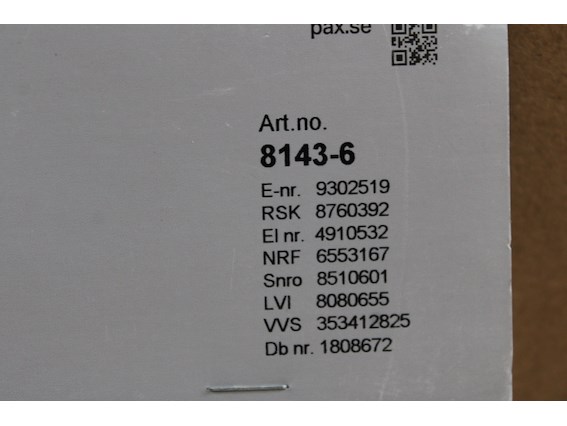 pax.se
Art.no.
8143-6
E-nr. 9302519
RSK 8760392
El nr. 4910532
NRF 6553167
Snro 8510601
LVI 8080655
VVS 353412825
Db nr. 1808672